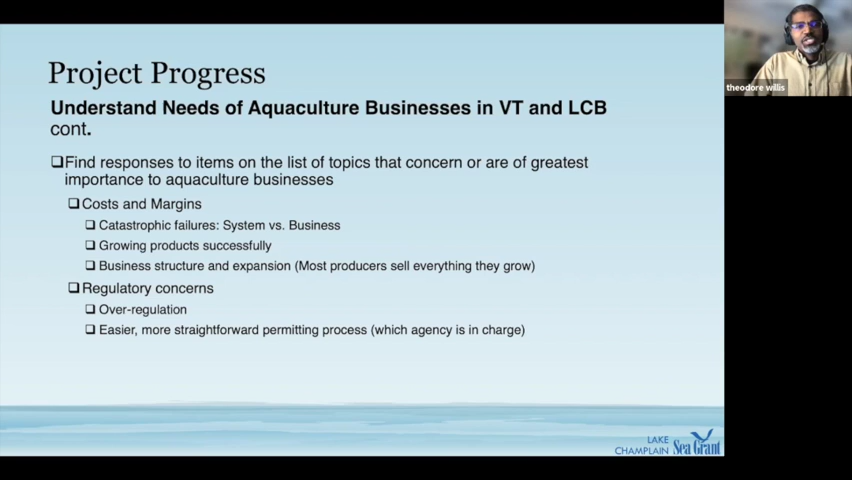 Project Progress
Understand Needs of Aquaculture Businesses in VT and LCB
cont.
❑Find responses to items on the list of topics that concern or are of greatest
importance to aquaculture businesses
❑Costs and Margins
❑ Catastrophic failures: System vs. Business
❑ Growing products successfully
❑ Business structure and expansion (Most producers sell everything they grow)
❑Regulatory concerns
❑ Over-regulation
❑ Easier, more straightforward permitting process (which agency is in charge)
LAKE
CHAMPLAIN Sea Grant
theodore willis